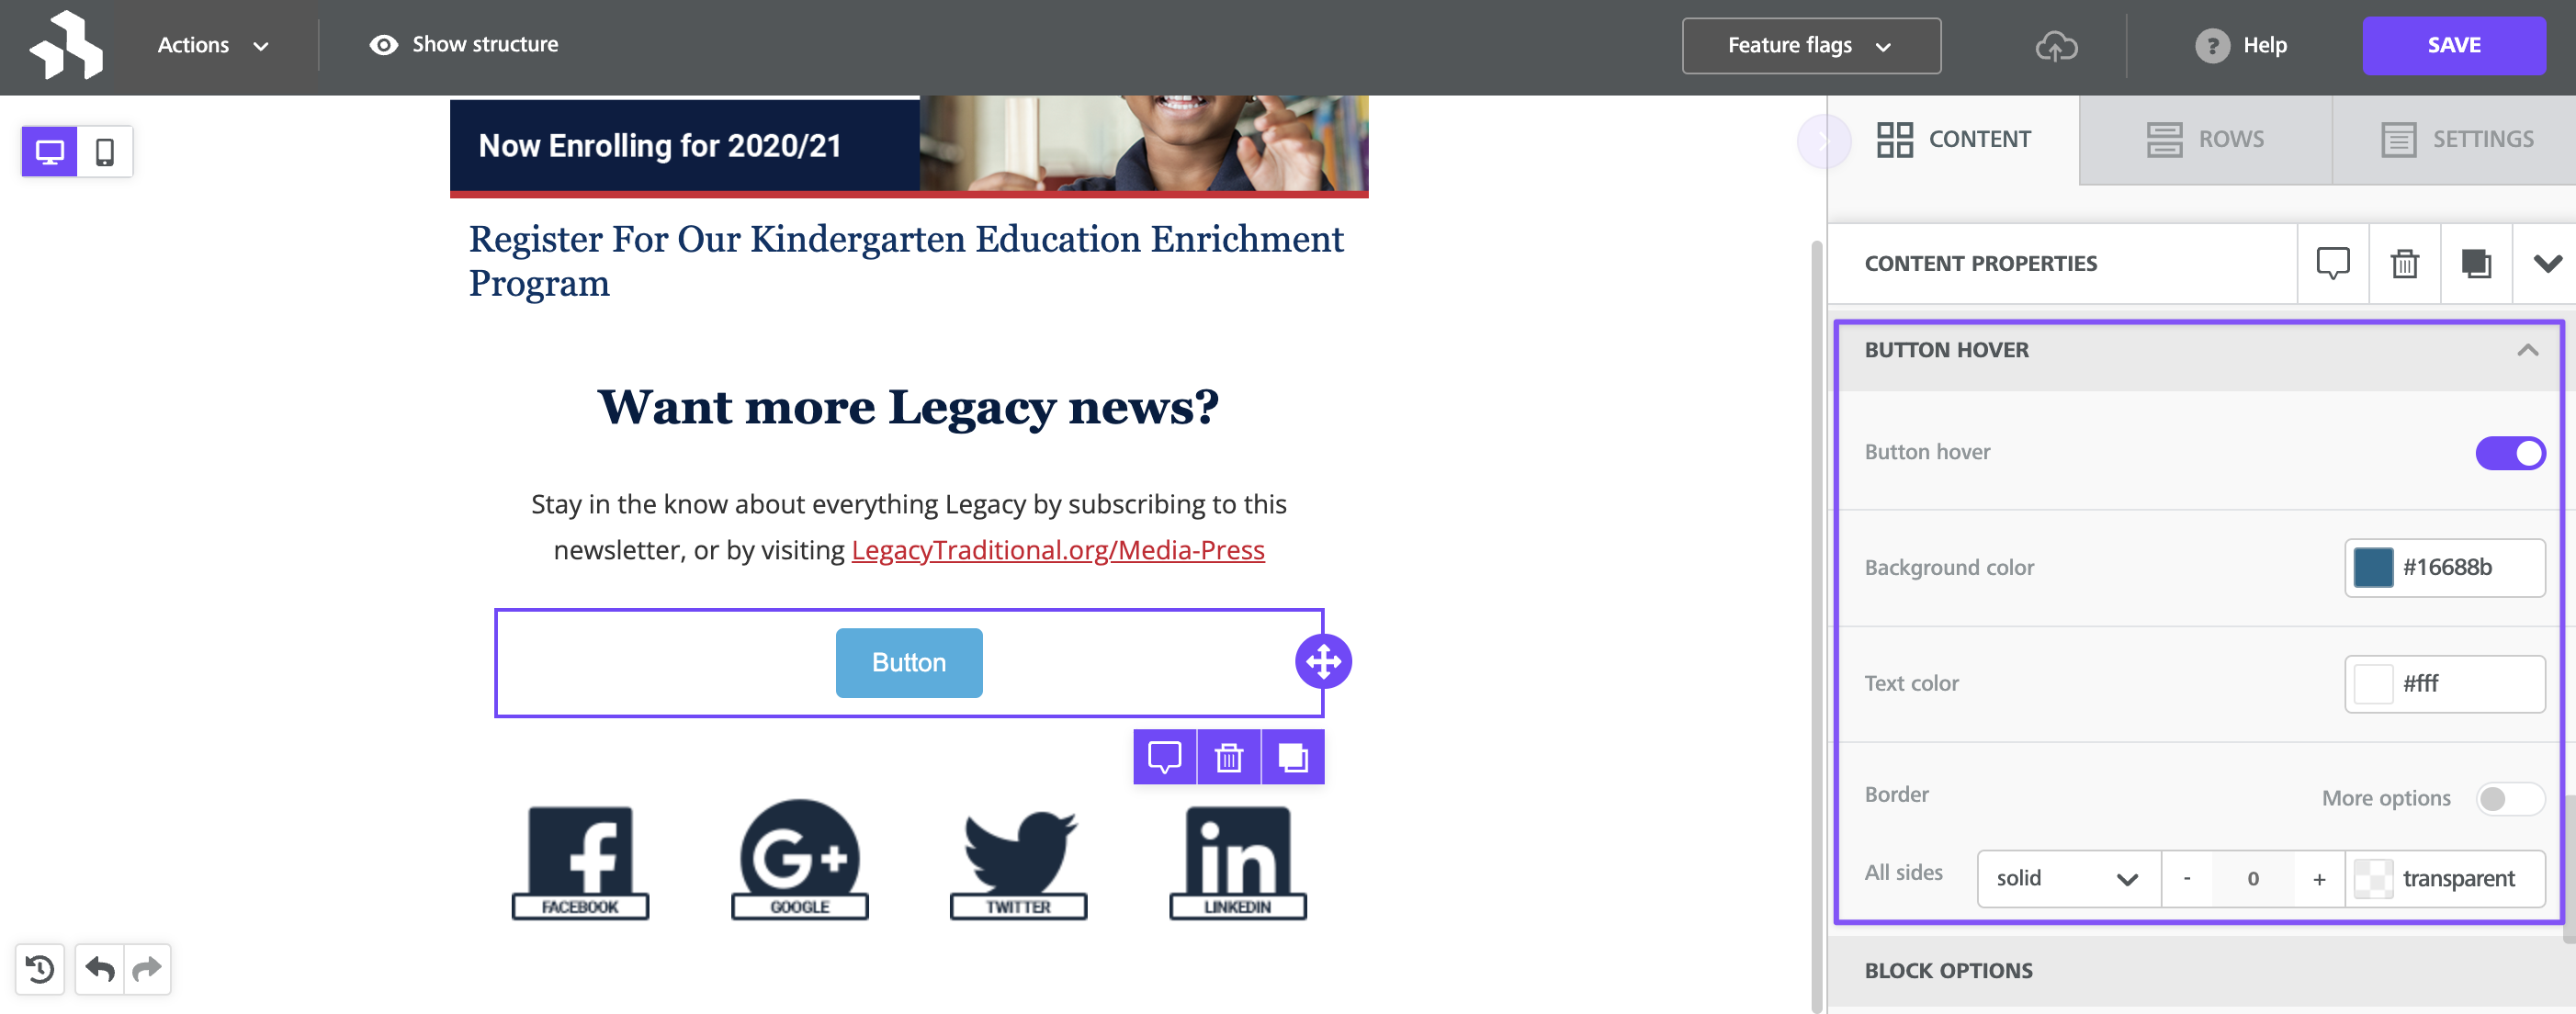 Actions
Show structure
Feature flags
? Help
SAVE
Now Enrolling for 2020/21
CONTENT
ROWS
SETTINGS
Register For Our Kindergarten Education Enrichment
Program
CONTENT PROPERTIES
BUTTON HOVER
Want more Legacy news?
Button hover
Stay in the know about everything Legacy by subscribing to this
newsletter, or by visiting LegacyTraditional.org/Media-Press
Background color
#16688b
Button
Text color
#fff
Border
More options
All sides
solid
- 0 +
transparent
f
G+
in
FACEBOOK
GOOGLE
TWITTER
LINKEDIN
BLOCK OPTIONS